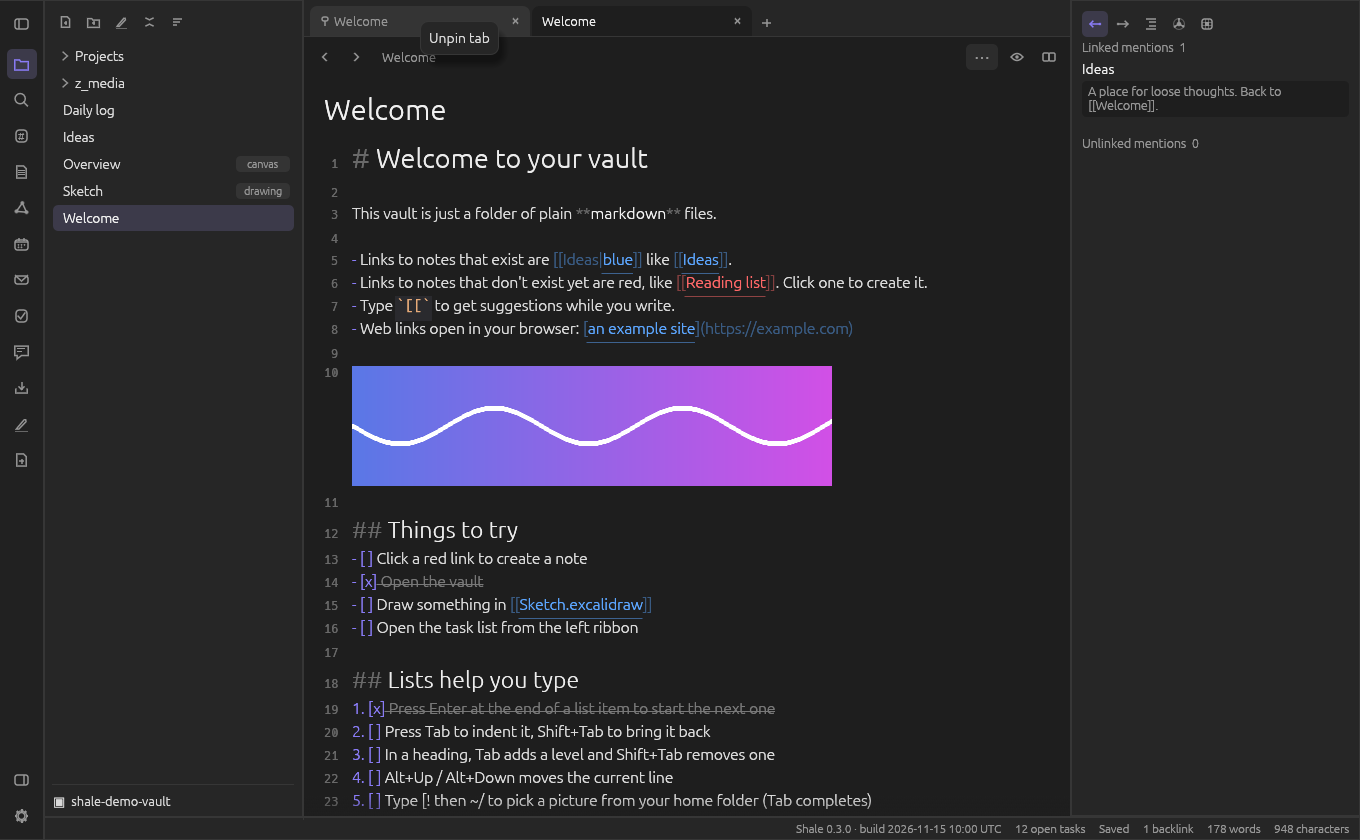 Welcome
Welcome
Unpin tab
Welcome
Projects
z_media
Daily log
Ideas
Overview
canvas
Sketch
drawing
Welcome
shale-demo-vault
Welcome
1 # Welcome to your vault
2
3 This vault is just a folder of plain **markdown** files.
4
5 - Links to notes that exist are [[Ideas|blue]] like [[Ideas]].
6 - Links to notes that don't exist yet are red, like [[Reading list]]. Click one to create it.
7 - Type `[[` to get suggestions while you write.
8 - Web links open in your browser: [an example site](https://example.com)
9
10
11
12 ## Things to try
13 - [ ] Click a red link to create a note
14 - [x] Open the vault
15 - [ ] Draw something in [[Sketch.excalidraw]]
16 - [ ] Open the task list from the left ribbon
17
18 ## Lists help you type
19 1. [x] Press Enter at the end of a list item to start the next one
20 2. [ ] Press Tab to indent it, Shift+Tab to bring it back
21 3. [ ] In a heading, Tab adds a level and Shift+Tab removes one
22 4. [ ] Alt+Up / Alt+Down moves the current line
23 5. [ ] Type [! then ~/ to pick a picture from your home folder (Tab completes)
Linked mentions 1
Ideas
A place for loose thoughts. Back to
[[Welcome]].
Unlinked mentions 0
Shale 0.3.0 · build 2026-11-15 10:00 UTC 12 open tasks Saved 1 backlink 178 words 948 characters